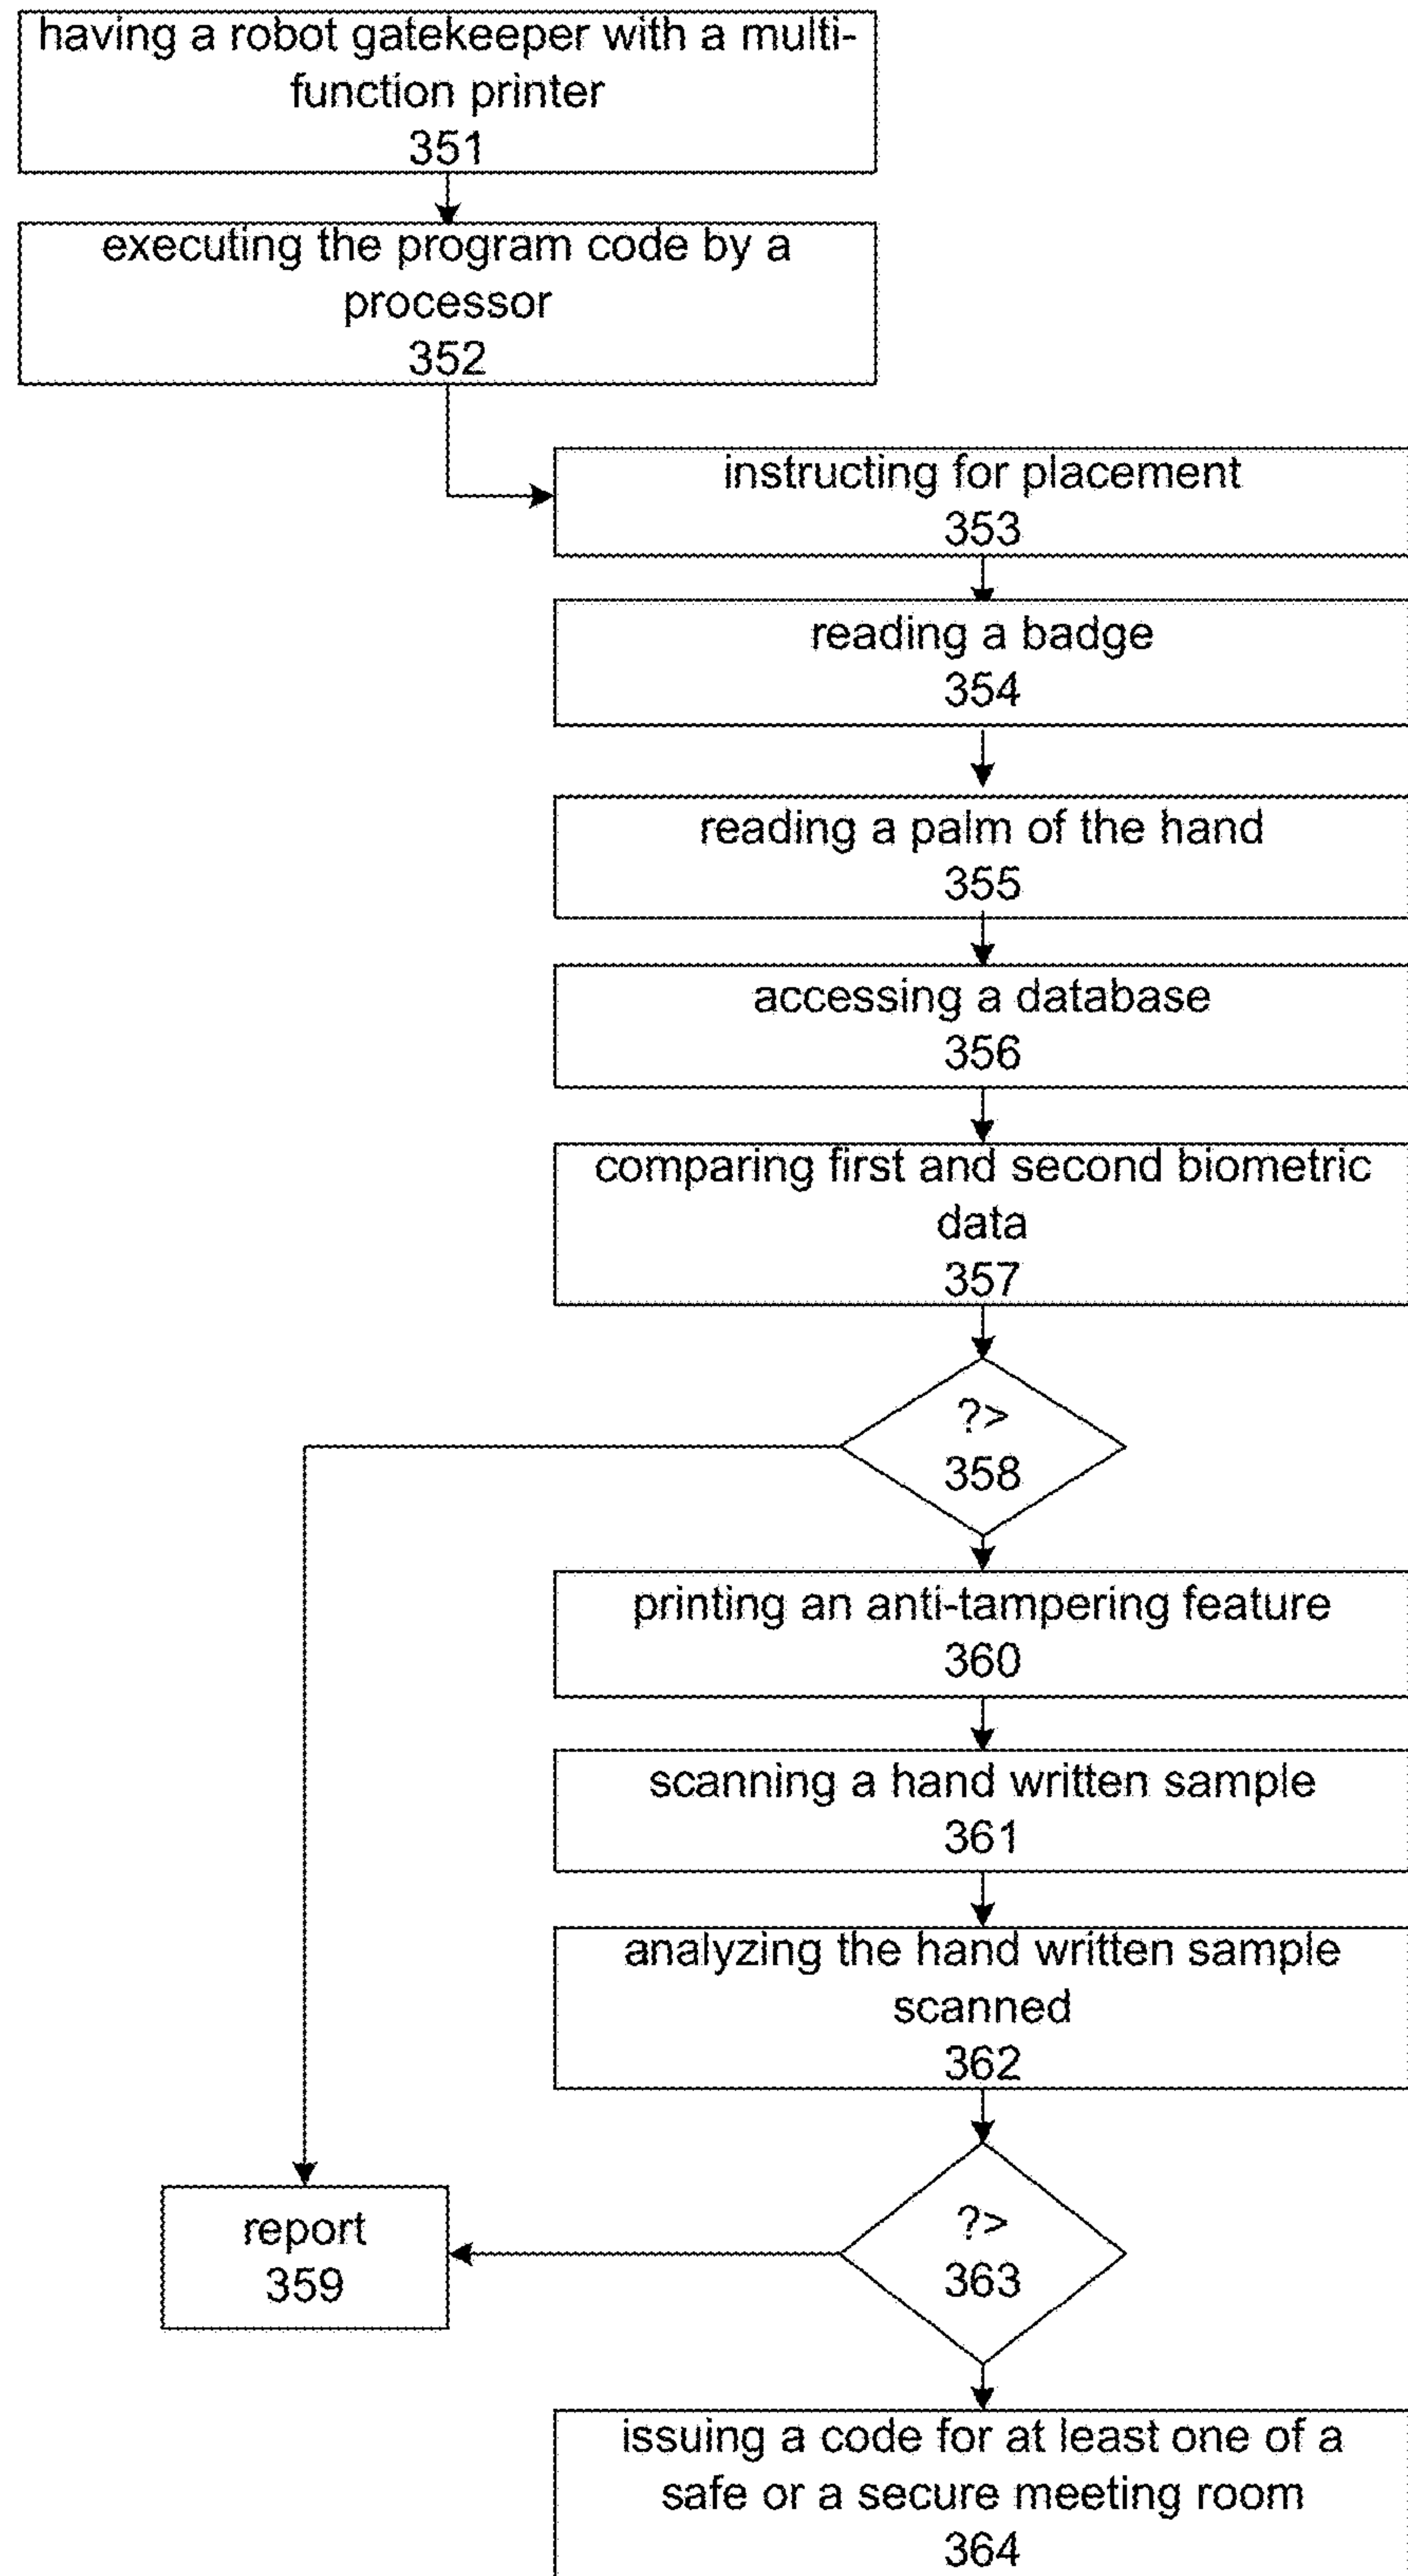 having a robot gatekeeper with a multi-
function printer
351
executing the program code by a
processor
352
instructing for placement
353
reading a badge
354
reading a palm of the hand
355
accessing a database
356
comparing first and second biometric
data
357
?>
358
printing an anti-tampering feature
360
scanning a hand written sample
361
analyzing the hand written sample
scanned
362
report
359
?>
363
issuing a code for at least one of a
safe or a secure meeting room
364